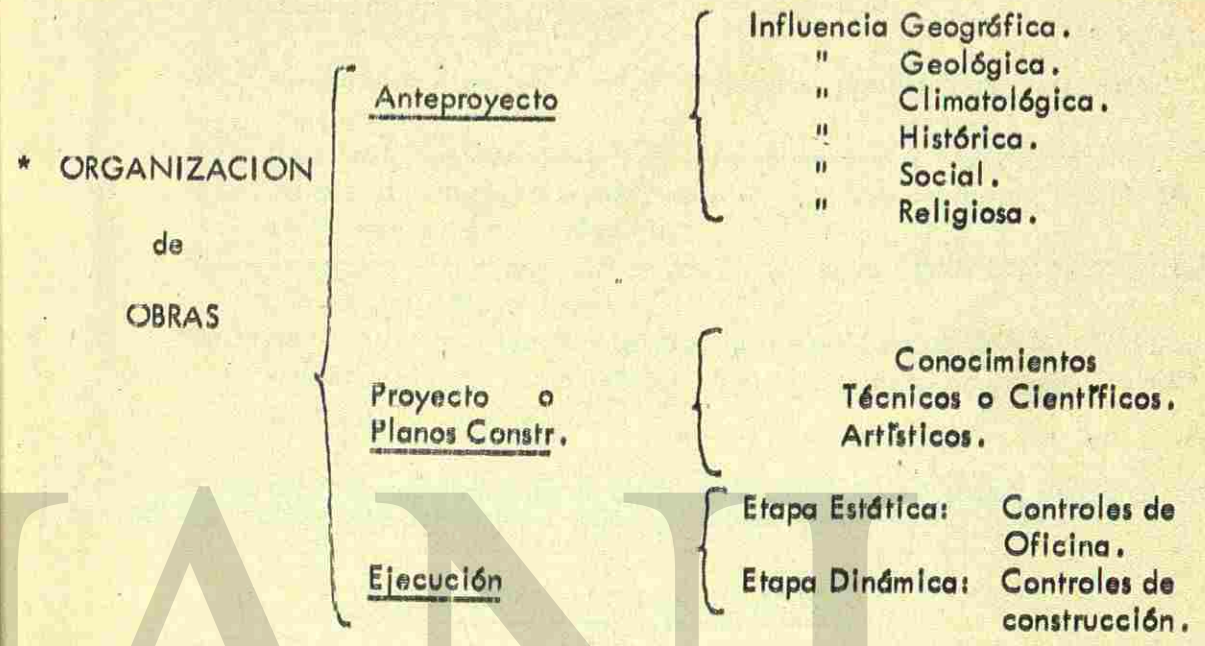 * ORGANIZACION
de
OBRAS
Anteproyecto
Influencia Geográfica.
" Geológica.
" Climatológica.
" Histórica.
" Social.
" Religiosa.
Proyecto o
Planos Constr.
Conocimientos
Técnicos o Científicos.
Artísticos.
Ejecución
Etapa Estática: Controles de
Oficina.
Etapa Dinámica: Controles de
construcción.